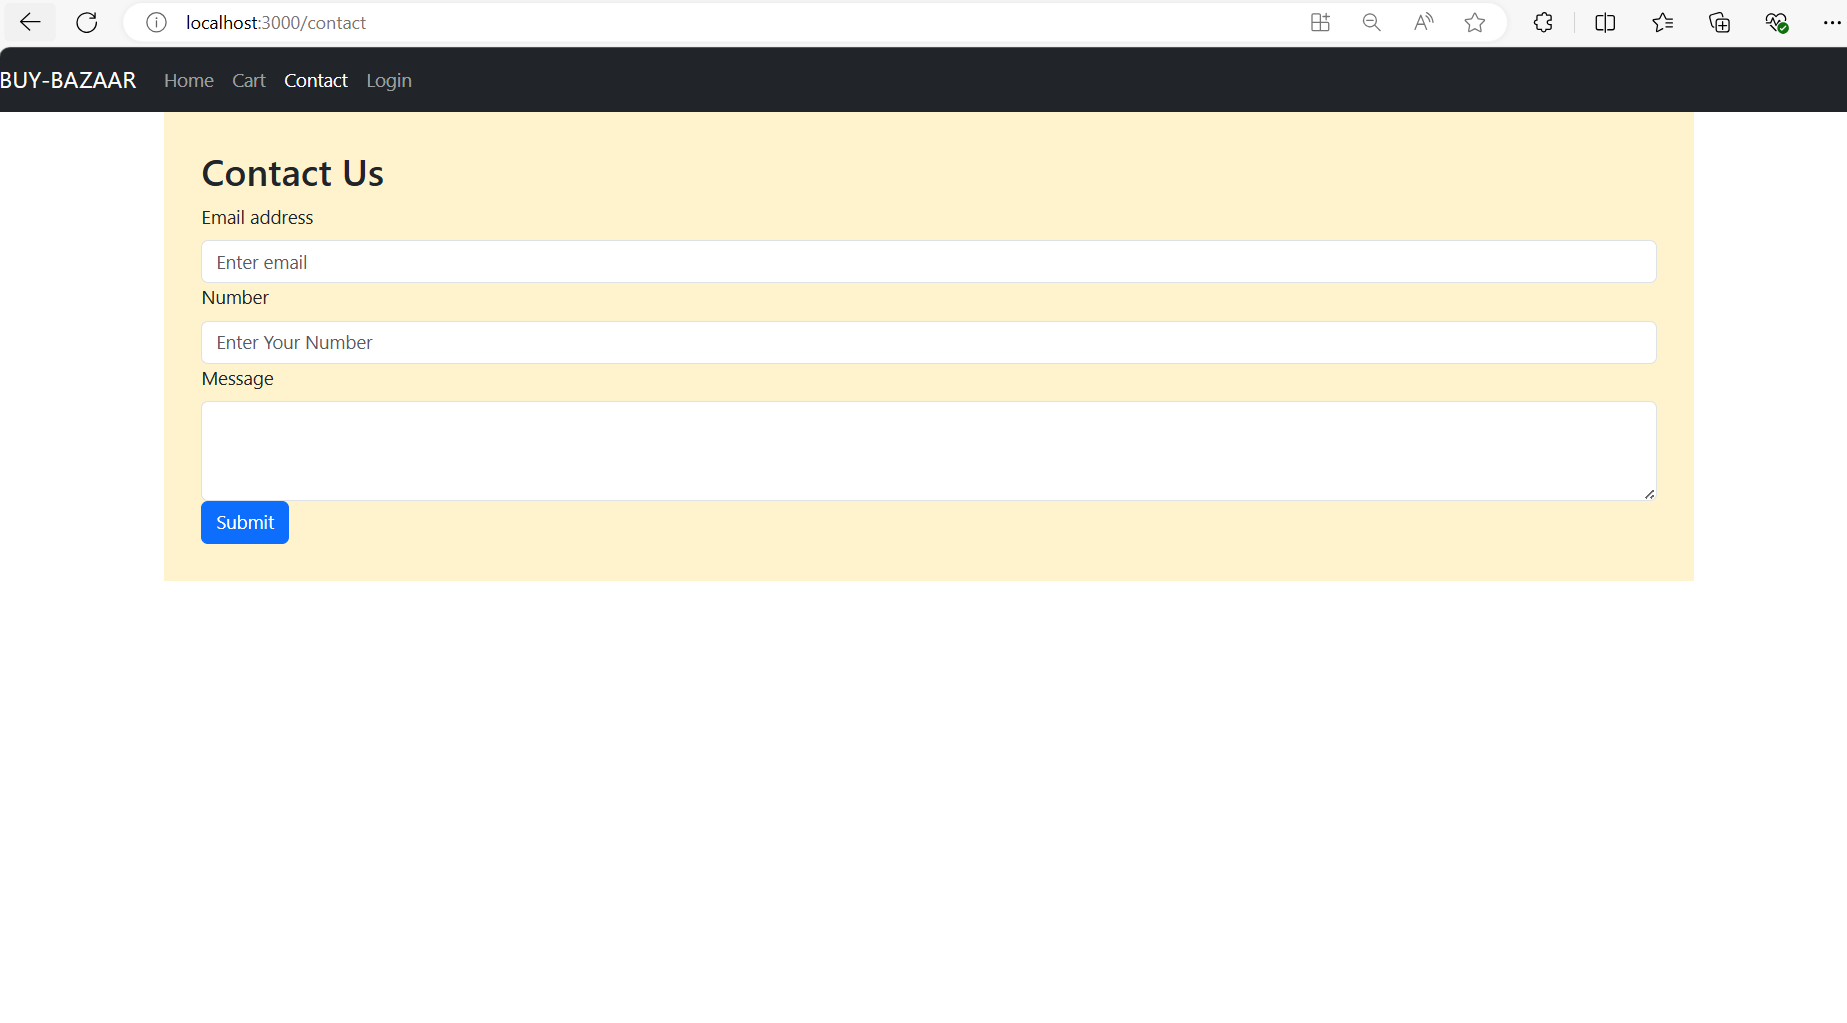 localhost:3000/contact
BUY-BAZAAR Home Cart Contact Login
Contact Us
Email address
Enter email
Number
Enter Your Number
Message
Submit